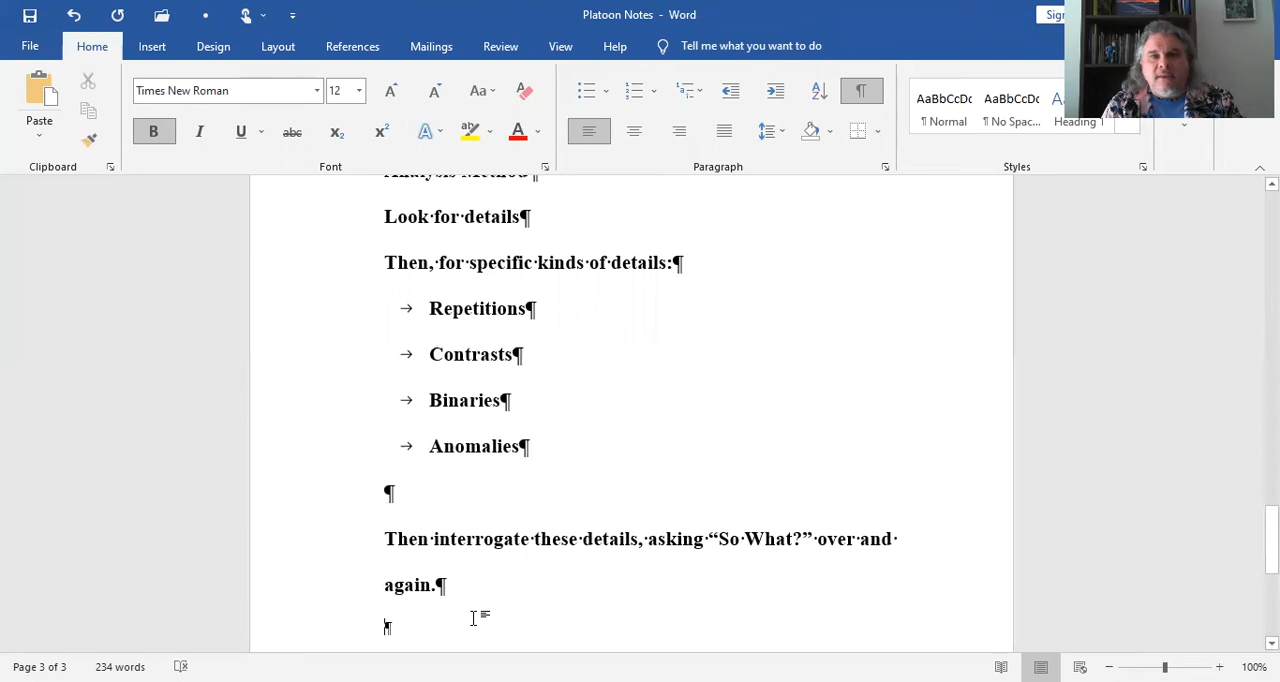 Platoon Notes - Word
Sign
File Home Insert Design Layout References Mailings Review View Help Tell me what you want to do
Paste
Clipboard
Times New Roman 12
Font
Paragraph
AaBbCcDc AaBbCcDc
¶ Normal ¶ No Spac... Heading 1
Styles
Analysis Method¶
Look for details¶
Then, for specific kinds of details:¶
→ Repetitions¶
→ Contrasts¶
→ Binaries¶
→ Anomalies¶
¶
Then interrogate these details, asking “So What?” over and
again.¶
¶
Page 3 of 3 234 words 100%